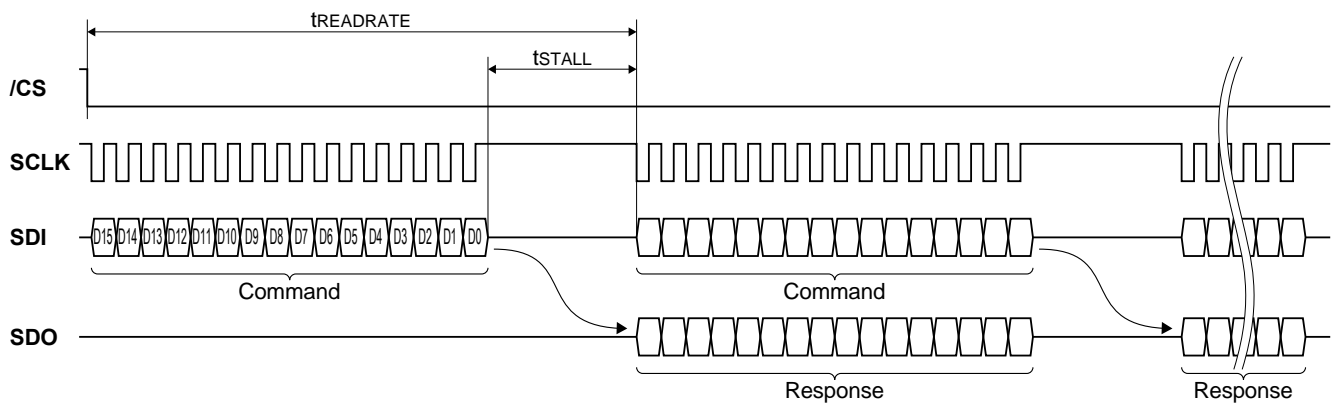 tREADRATE
tSTALL
/CS
SCLK
SDI D15 D14 D13 D12 D11 D10 D9 D8 D7 D6 D5 D4 D3 D2 D1 D0
Command Command
SDO
Response Response